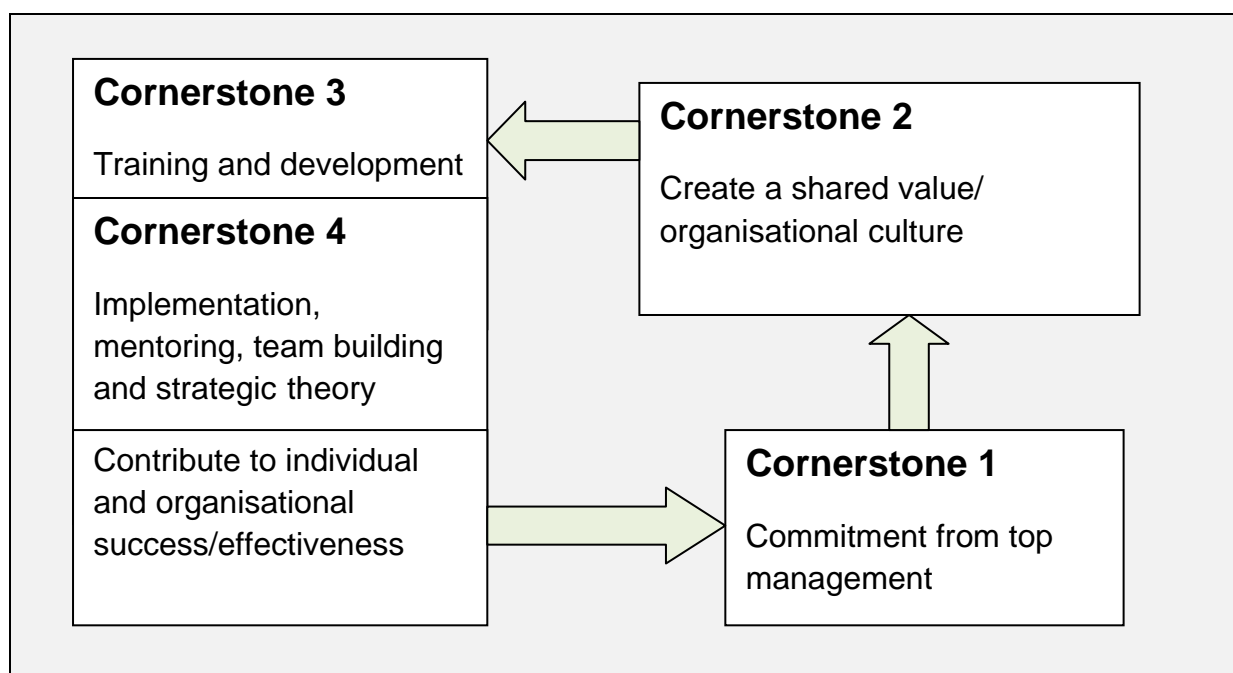 Cornerstone 3
Training and development
Cornerstone 4
Implementation,
mentoring, team building
and strategic theory
Contribute to individual
and organisational
success/effectiveness
Cornerstone 2
Create a shared value/
organisational culture
Cornerstone 1
Commitment from top
management